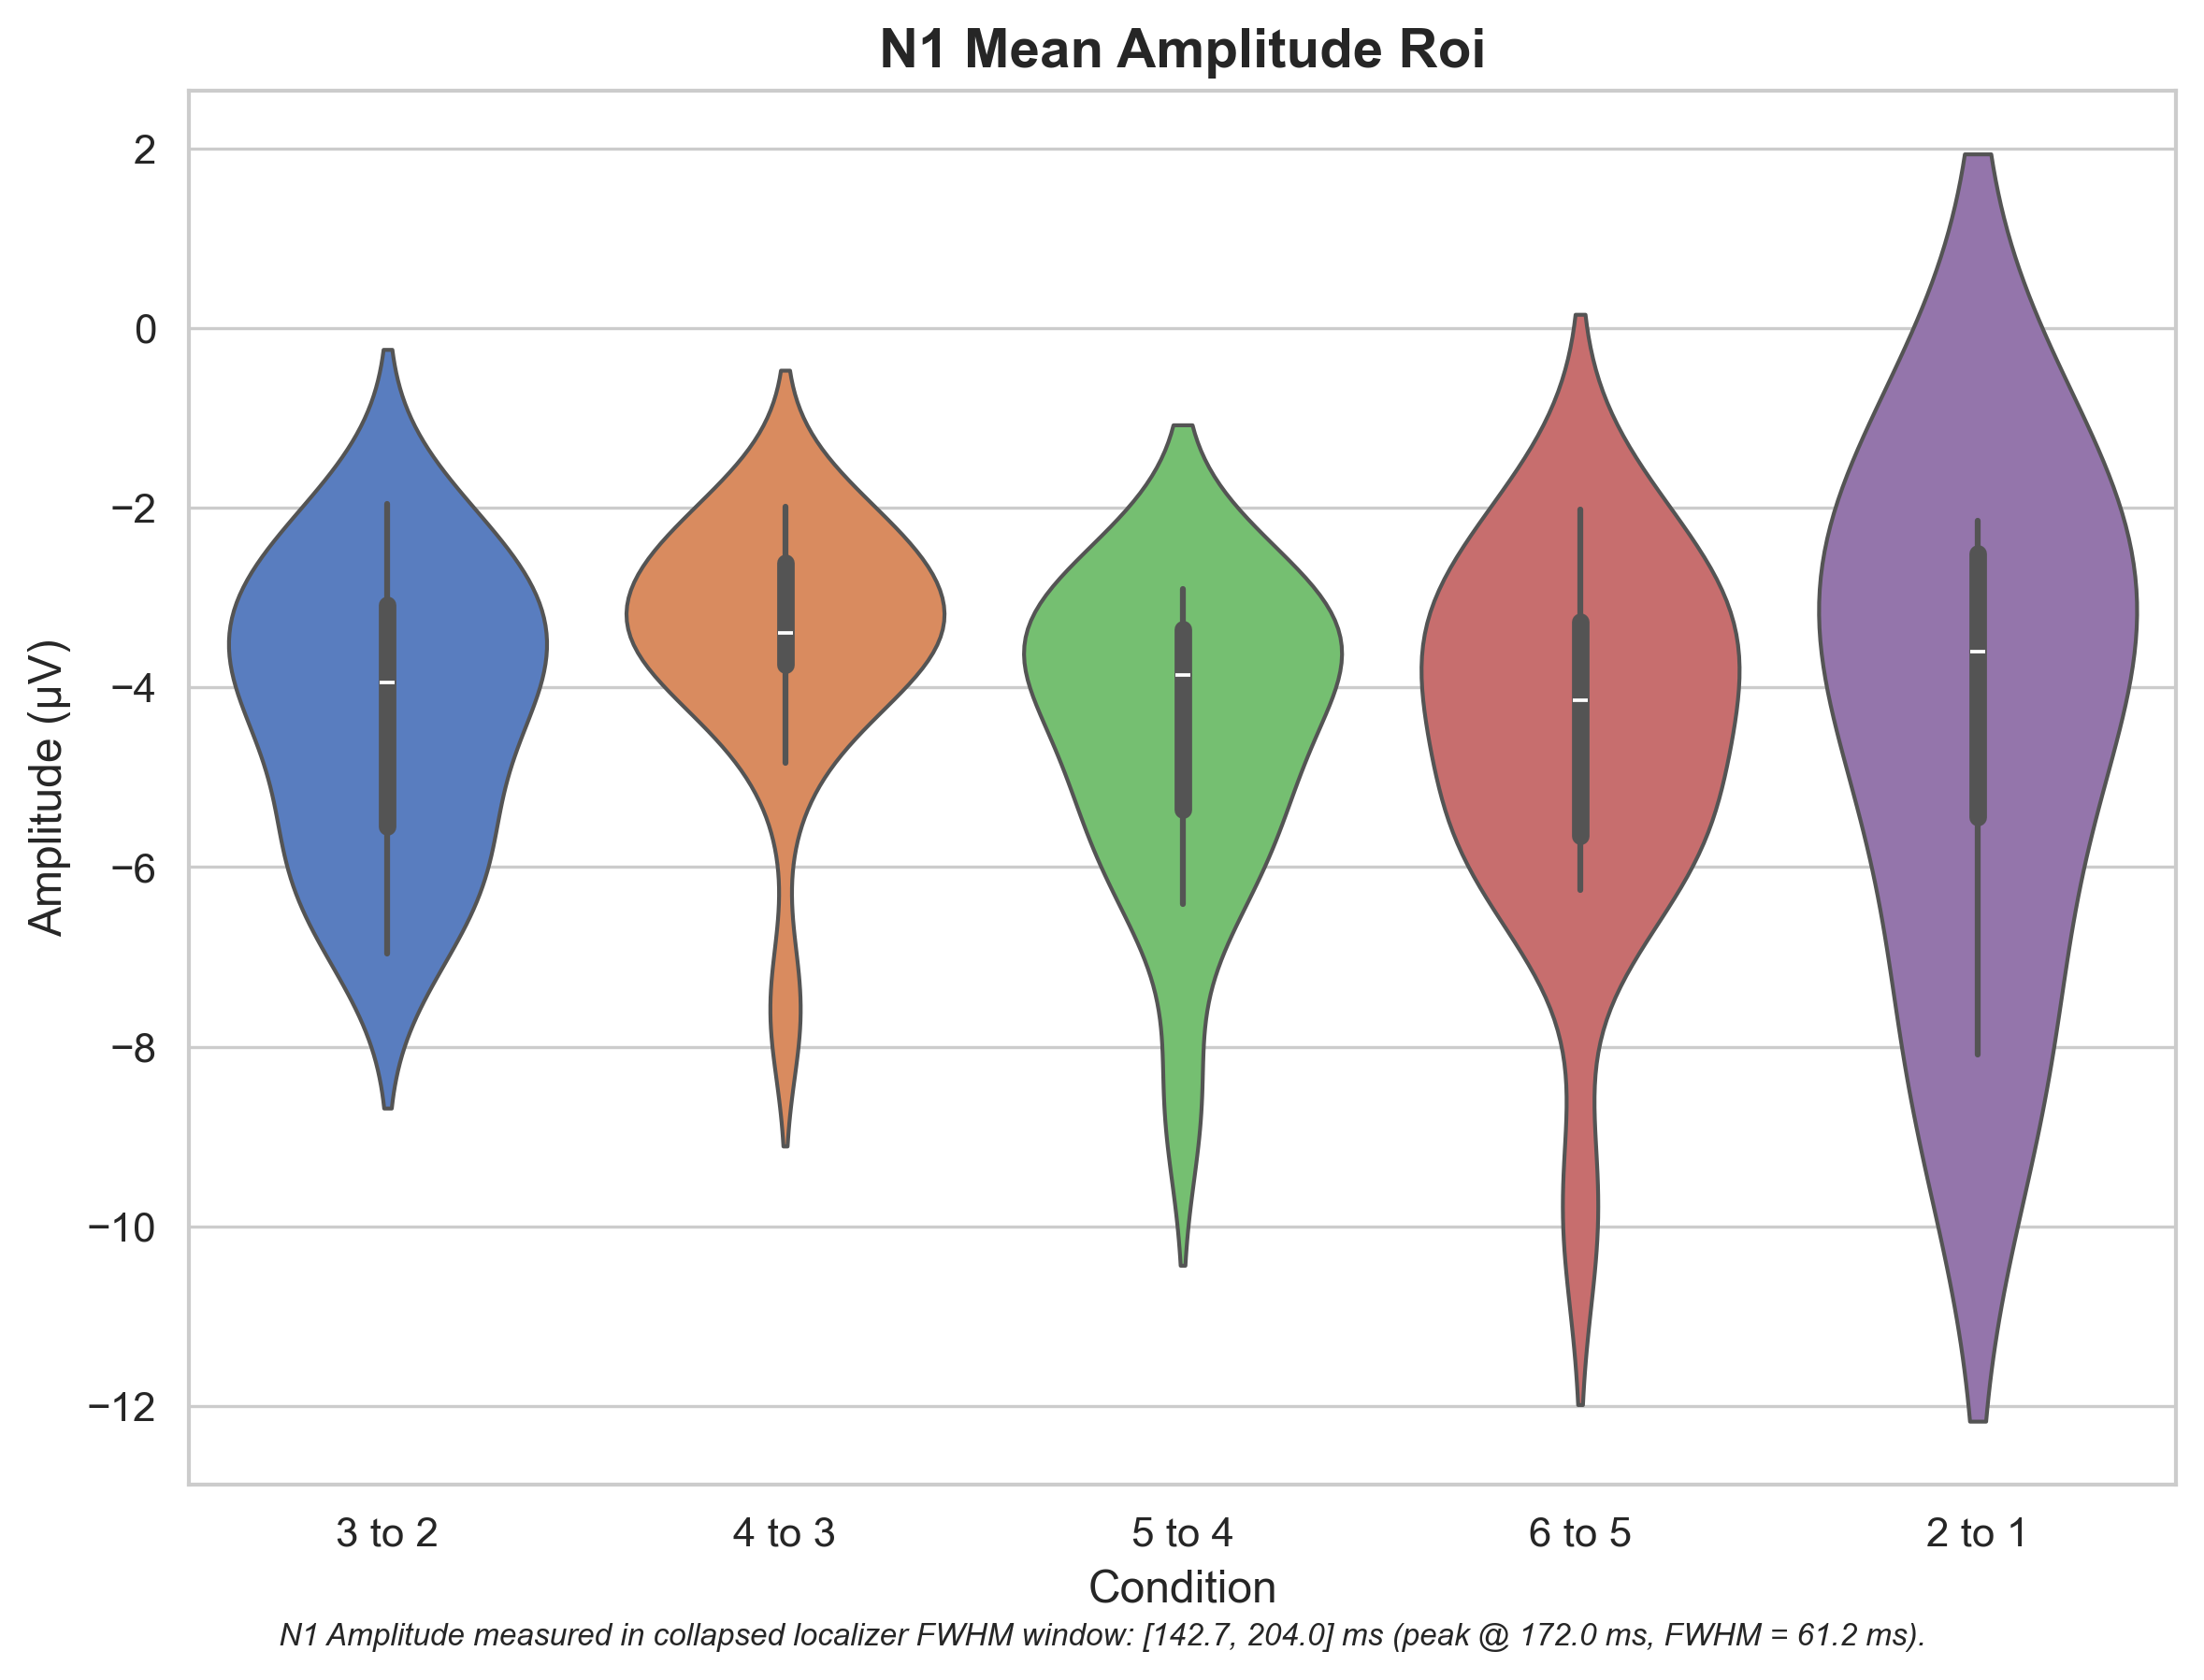 N1 Mean Amplitude Roi
2
0
−2
−4
−6
−8
−10
−12
Amplitude (µV)
3 to 2 4 to 3 5 to 4 6 to 5 2 to 1
Condition
N1 Amplitude measured in collapsed localizer FWHM window: [142.7, 204.0] ms (peak @ 172.0 ms, FWHM = 61.2 ms).